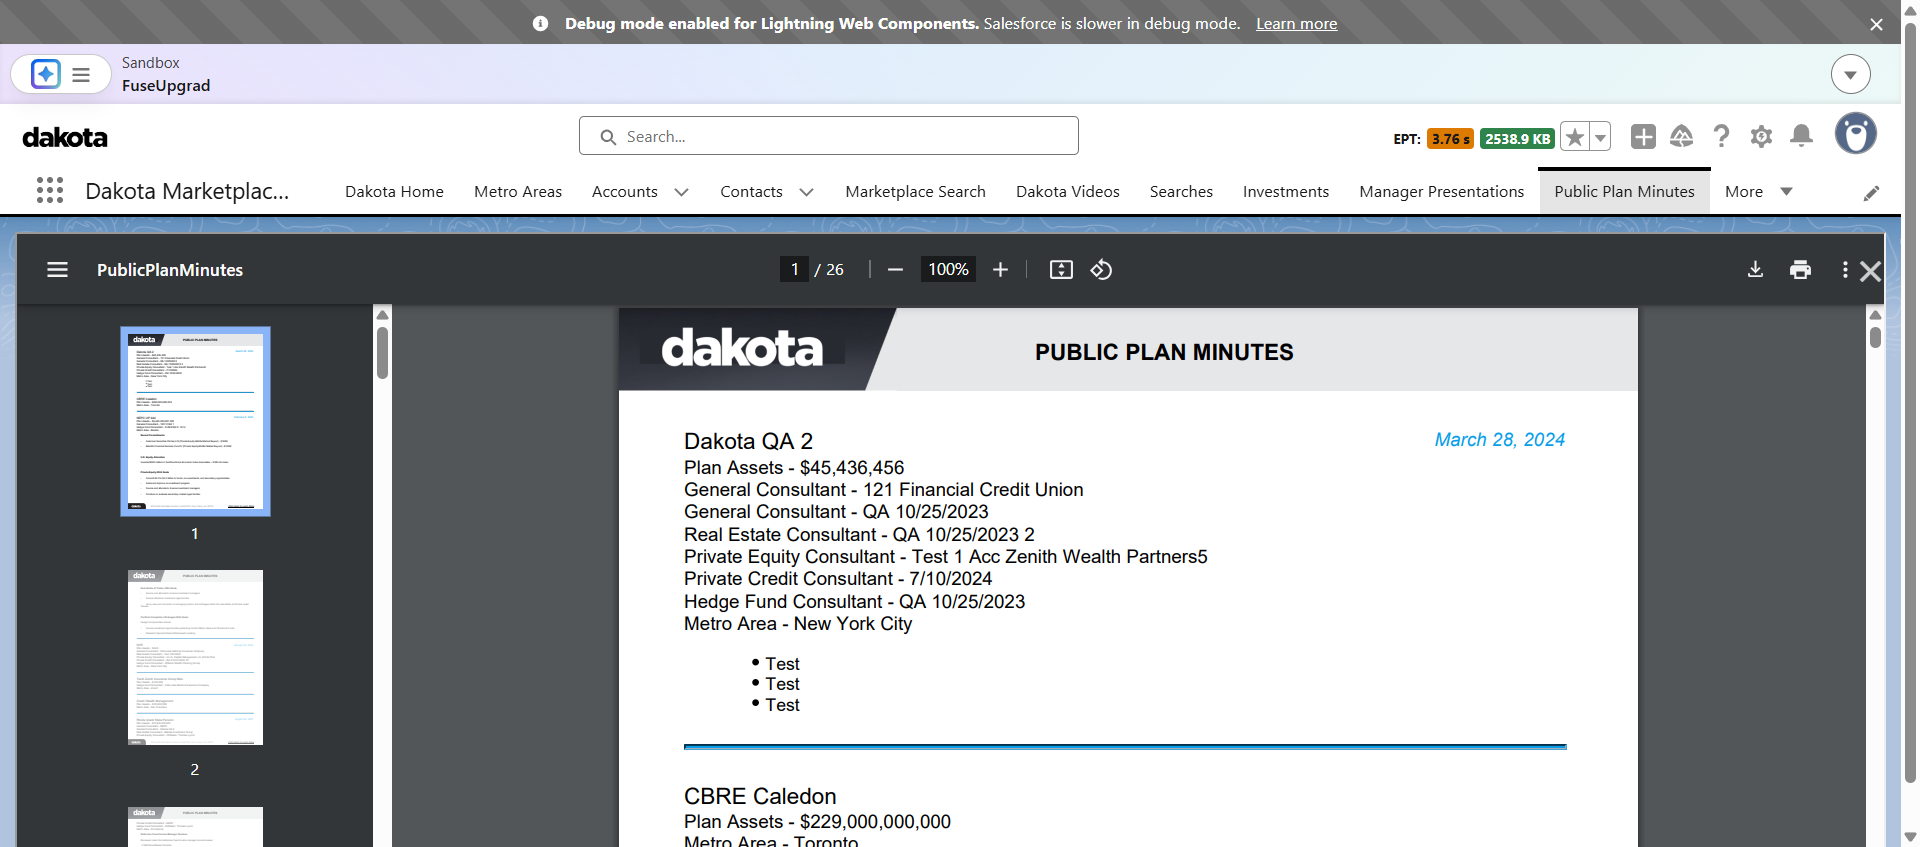 Debug mode enabled for Lightning Web Components. Salesforce is slower in debug mode. Learn more
Sandbox
FuseUpgrad
dakota
Search...
EPT: 3.76 s 2538.9 KB
Dakota Marketplac...
Dakota Home
Metro Areas
Accounts
Contacts
Marketplace Search
Dakota Videos
Searches
Investments
Manager Presentations
Public Plan Minutes
More
PublicPlanMinutes
1 / 26
100%
1
2
dakota
PUBLIC PLAN MINUTES
Dakota QA 2
March 28, 2024
Plan Assets - $45,436,456
General Consultant - 121 Financial Credit Union
General Consultant - QA 10/25/2023
Real Estate Consultant - QA 10/25/2023 2
Private Equity Consultant - Test 1 Acc Zenith Wealth Partners5
Private Credit Consultant - 7/10/2024
Hedge Fund Consultant - QA 10/25/2023
Metro Area - New York City
• Test
• Test
• Test
CBRE Caledon
Plan Assets - $229,000,000,000
Metro Area - Toronto